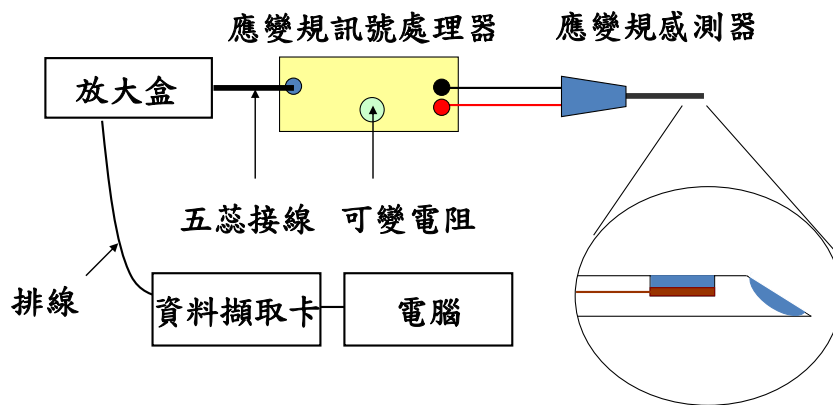 應變規訊號處理器
應變規感測器
放大盒
五蕊接線
可變電阻
排線
資料擷取卡
電腦